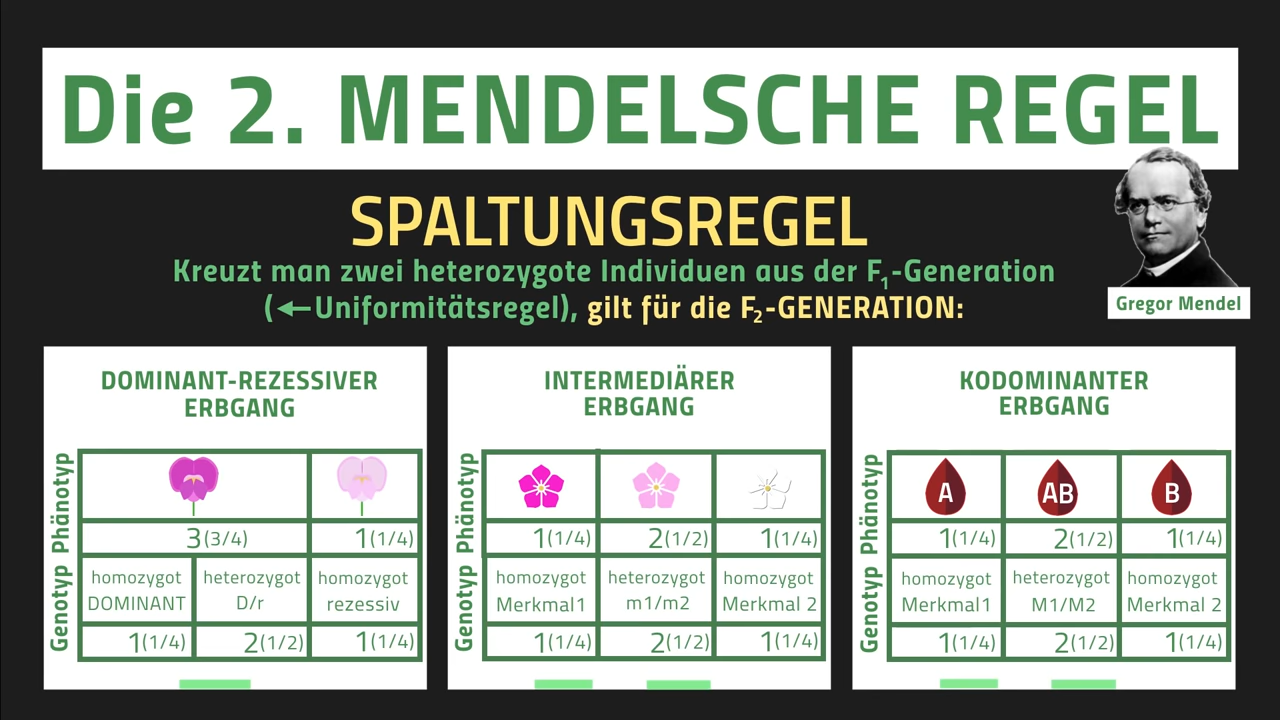 Die 2. MENDELSCHE REGEL
SPALTUNGSREGEL
Kreuzt man zwei heterozygote Individuen aus der F₁-Generation
(←Uniformitätsregel), gilt für die F₂-GENERATION:
Gregor Mendel
DOMINANT-REZESSIVER
ERBGANG
Phänotyp
3(3/4) 1(1/4)
Genotyp
homozygot heterozygot homozygot
DOMINANT D/r rezessiv
1(1/4) 2(1/2) 1(1/4)
INTERMEDIÄRER
ERBGANG
Phänotyp
1(1/4) 2(1/2) 1(1/4)
Genotyp
homozygot heterozygot homozygot
Merkmal1 m1/m2 Merkmal 2
1(1/4) 2(1/2) 1(1/4)
KODOMINANTER
ERBGANG
Phänotyp
A AB B
1(1/4) 2(1/2) 1(1/4)
Genotyp
homozygot heterozygot homozygot
Merkmal1 M1/M2 Merkmal 2
1(1/4) 2(1/2) 1(1/4)